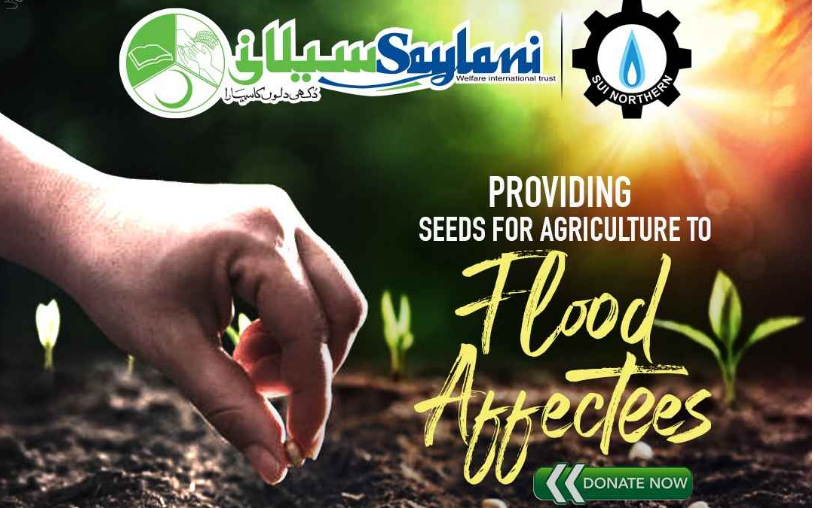 سیلانی Saylani
Welfare international trust
دُکھی دلوں کا سہارا
SUI NORTHERN
PROVIDING
SEEDS FOR AGRICULTURE TO
Flood
Affectees
DONATE NOW